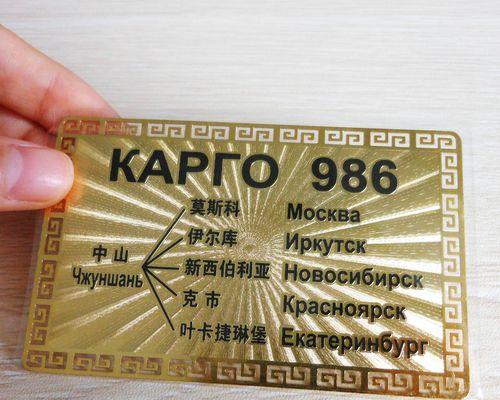 КАРГО 986
莫斯科 Москва
伊尔库 Иркутск
中山 新西伯利亚 Новосибирск
Чжуншань
克市 Красноярск
叶卡捷琳堡 Екатеринбург